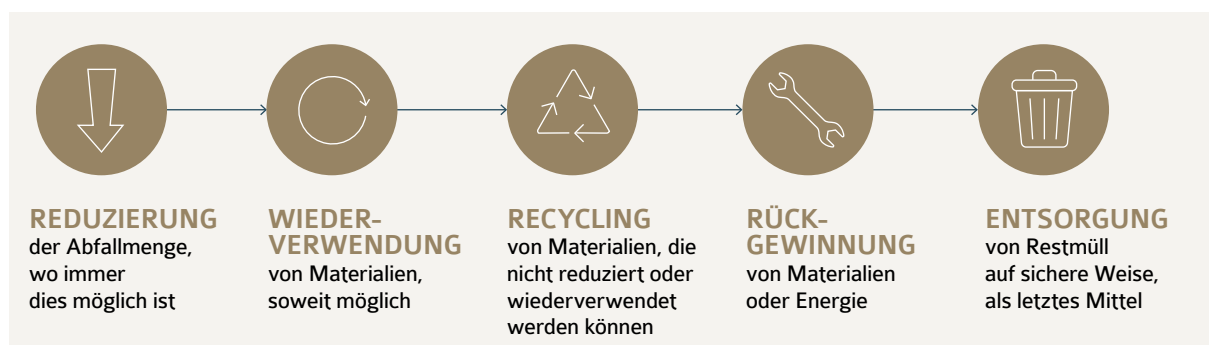 REDUZIERUNG
der Abfallmenge,
wo immer
dies möglich ist
WIEDER-
VERWENDUNG
von Materialien,
soweit möglich
RECYCLING
von Materialien, die
nicht reduziert oder
wiederverwendet
werden können
RÜCK-
GEWINNUNG
von Materialien
oder Energie
ENTSORGUNG
von Restmüll
auf sichere Weise,
als letztes Mittel